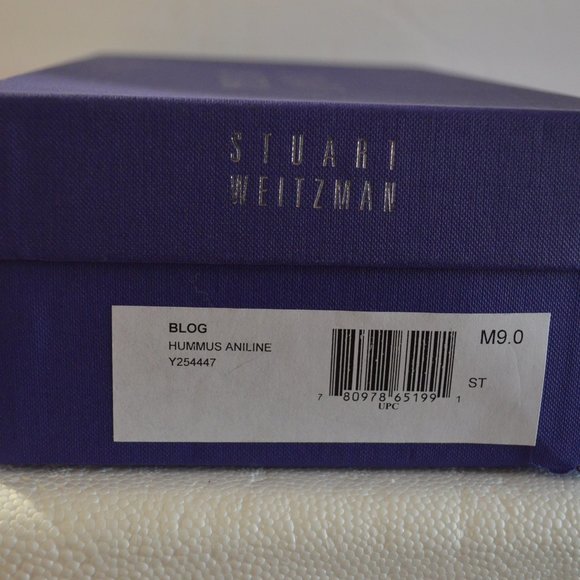 STUART
WEITZMAN
BLOG
HUMMUS ANILINE
Y254447
M9.0
ST
7 80978 65199 1
UPC